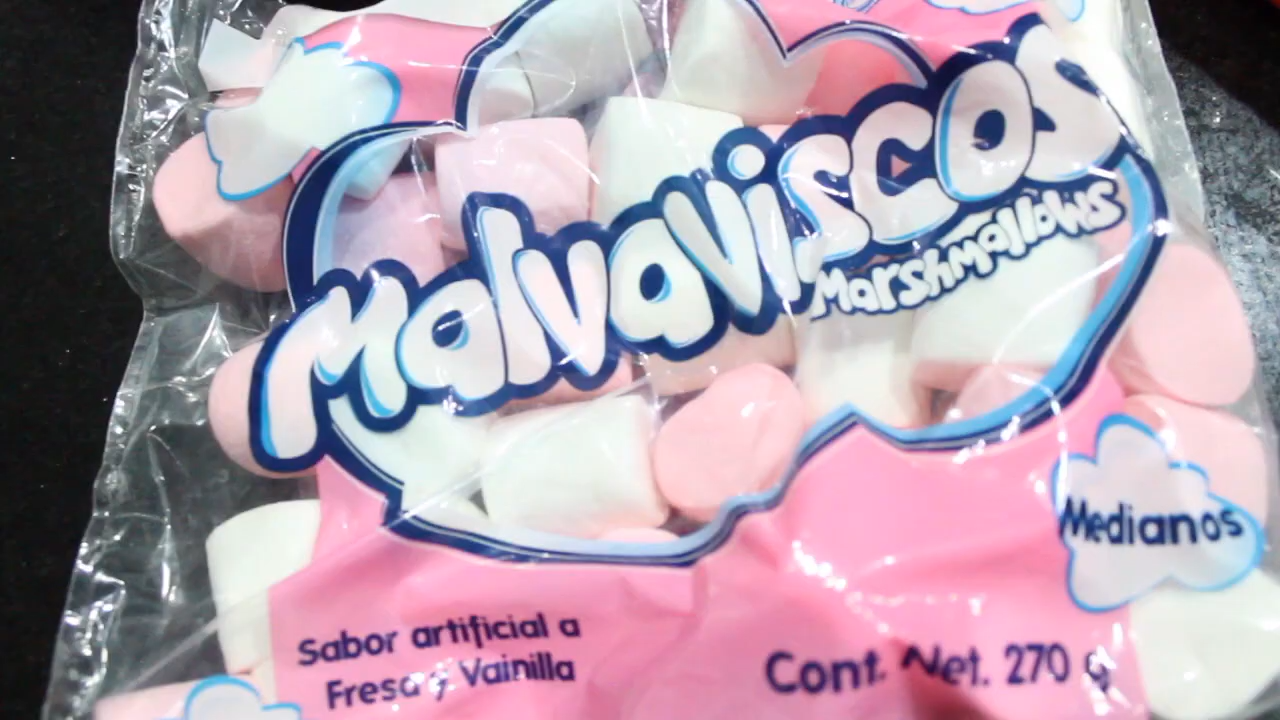 Malvaviscos
Marshmallows
Medianos
Sabor artificial a
Fresa y Vainilla
Cont. Net. 270 g